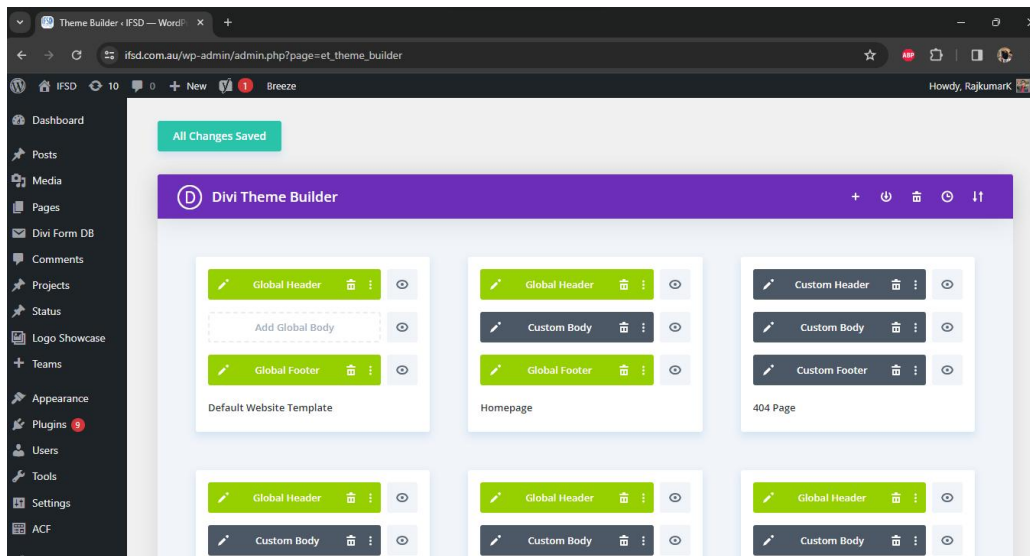 Theme Builder ‹ IFSD — WordP
ifsd.com.au/wp-admin/admin.php?page=et_theme_builder
ABP
IFSD 10 0 New 1 Breeze
Howdy, RajkumarK
Dashboard
Posts
Media
Pages
Divi Form DB
Comments
Projects
Status
Logo Showcase
Teams
Appearance
Plugins 9
Users
Tools
Settings
ACF
All Changes Saved
D Divi Theme Builder
Global Header
Add Global Body
Global Footer
Default Website Template
Global Header
Custom Body
Global Footer
Homepage
Custom Header
Custom Body
Custom Footer
404 Page
Global Header
Custom Body
Global Header
Custom Body
Global Header
Custom Body